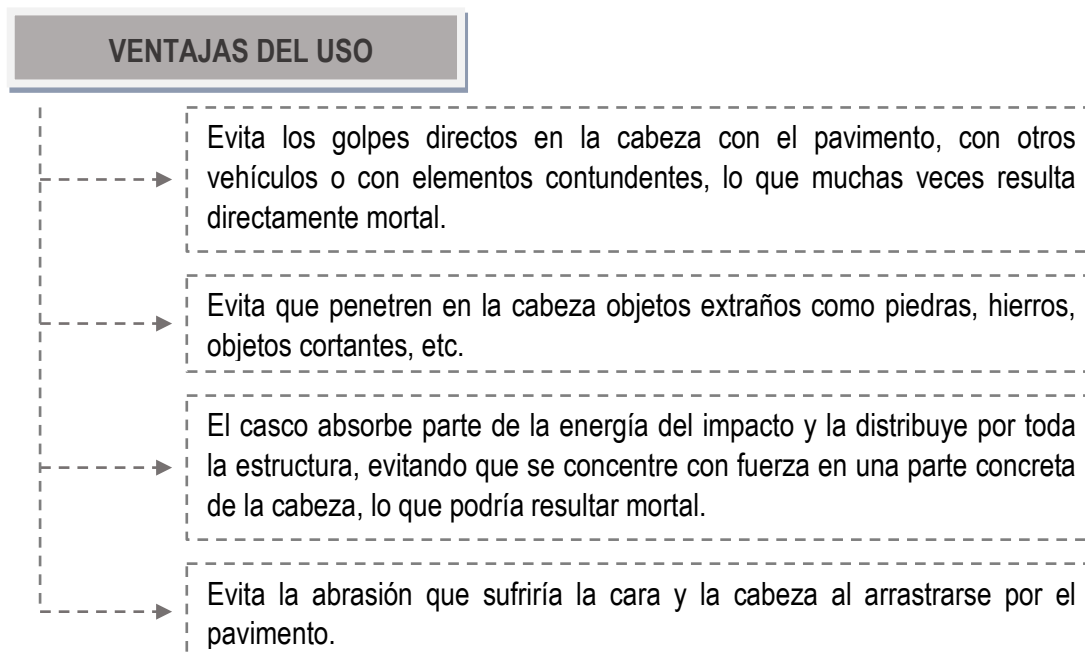 VENTAJAS DEL USO
Evita los golpes directos en la cabeza con el pavimento, con otros
vehículos o con elementos contundentes, lo que muchas veces resulta
directamente mortal.
Evita que penetren en la cabeza objetos extraños como piedras, hierros,
objetos cortantes, etc.
El casco absorbe parte de la energía del impacto y la distribuye por toda
la estructura, evitando que se concentre con fuerza en una parte concreta
de la cabeza, lo que podría resultar mortal.
Evita la abrasión que sufriría la cara y la cabeza al arrastrarse por el
pavimento.